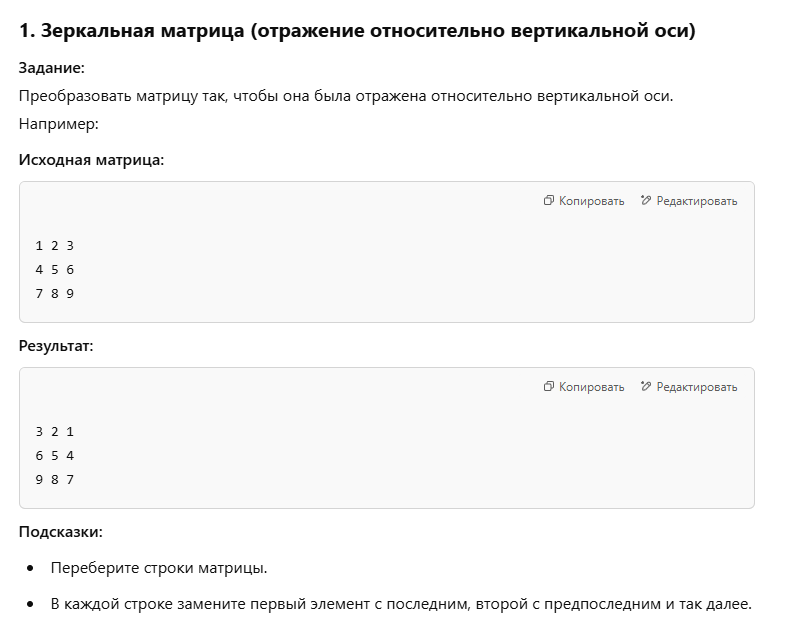 1. Зеркальная матрица (отражение относительно вертикальной оси)
Задание:
Преобразовать матрицу так, чтобы она была отражена относительно вертикальной оси.
Например:
Исходная матрица:
Копировать Редактировать
1 2 3
4 5 6
7 8 9
Результат:
Копировать Редактировать
3 2 1
6 5 4
9 8 7
Подсказки:
• Переберите строки матрицы.
• В каждой строке замените первый элемент с последним, второй с предпоследним и так далее.